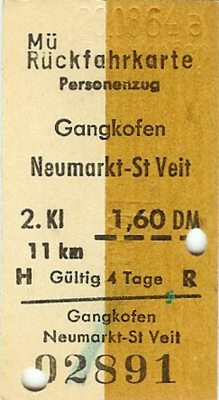 Mü
Rückfahrkarte
Personenzug
Gangkofen
Neumarkt-St Veit
2. Kl 1,60 DM
11 km
H Gültig 4 Tage R
Gangkofen
Neumarkt-St Veit
02891